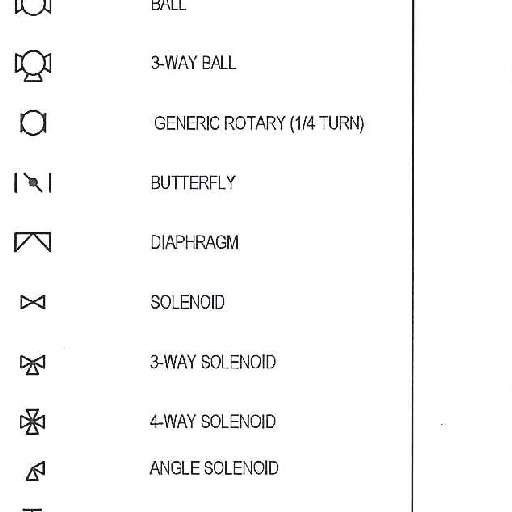 BALL
3-WAY BALL
GENERIC ROTARY (1/4 TURN)
BUTTERFLY
DIAPHRAGM
SOLENOID
3-WAY SOLENOID
4-WAY SOLENOID
ANGLE SOLENOID